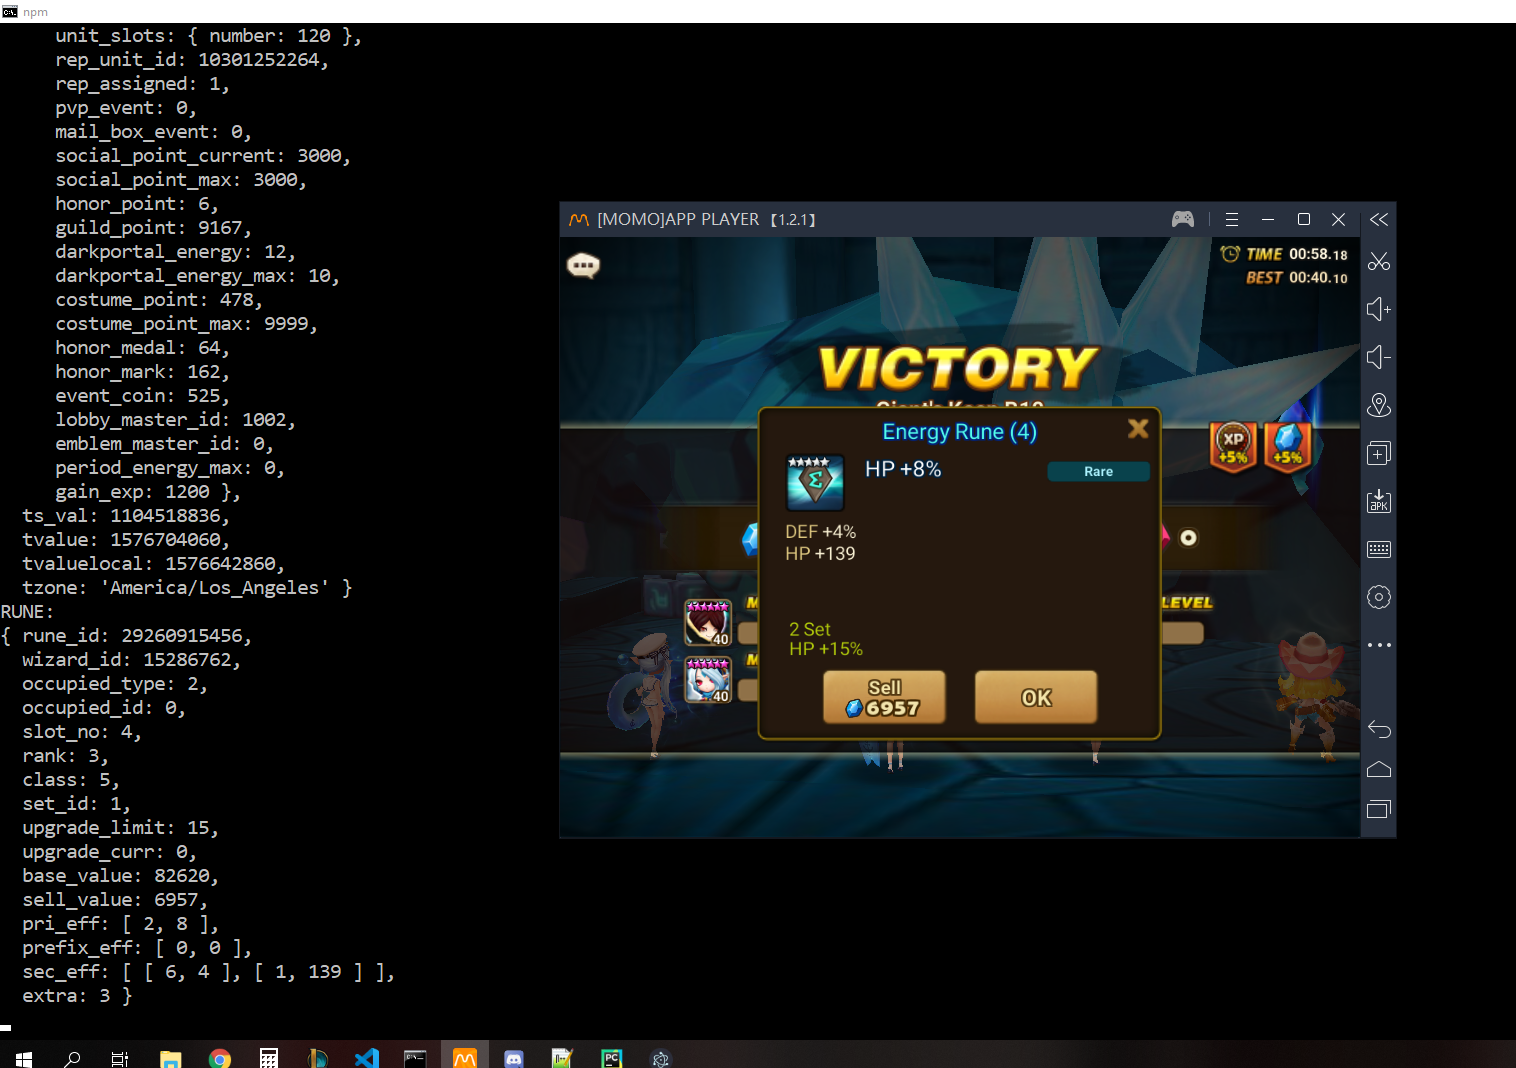 npm
unit_slots: { number: 120 },
rep_unit_id: 10301252264,
rep_assigned: 1,
pvp_event: 0,
mail_box_event: 0,
social_point_current: 3000,
social_point_max: 3000,
honor_point: 6,
guild_point: 9167,
darkportal_energy: 12,
darkportal_energy_max: 10,
costume_point: 478,
costume_point_max: 9999,
honor_medal: 64,
honor_mark: 162,
event_coin: 525,
lobby_master_id: 1002,
emblem_master_id: 0,
period_energy_max: 0,
gain_exp: 1200 },
ts_val: 1104518836,
tvalue: 1576704060,
tvaluelocal: 1576642860,
tzone: 'America/Los_Angeles' }
RUNE:
{ rune_id: 29260915456,
wizard_id: 15286762,
occupied_type: 2,
occupied_id: 0,
slot_no: 4,
rank: 3,
class: 5,
set_id: 1,
upgrade_limit: 15,
upgrade_curr: 0,
base_value: 82620,
sell_value: 6957,
pri_eff: [ 2, 8 ],
prefix_eff: [ 0, 0 ],
sec_eff: [ [ 6, 4 ], [ 1, 139 ] ],
extra: 3 }
[MOMO]APP PLAYER 【1.2.1】
TIME 00:58.18
BEST 00:40.10
VICTORY
XP
+5%
+5%
Energy Rune (4)
HP +8%
Rare
DEF +4%
HP +139
LEVEL
40
40
2 Set
HP +15%
Sell
6957
OK
APK
PC